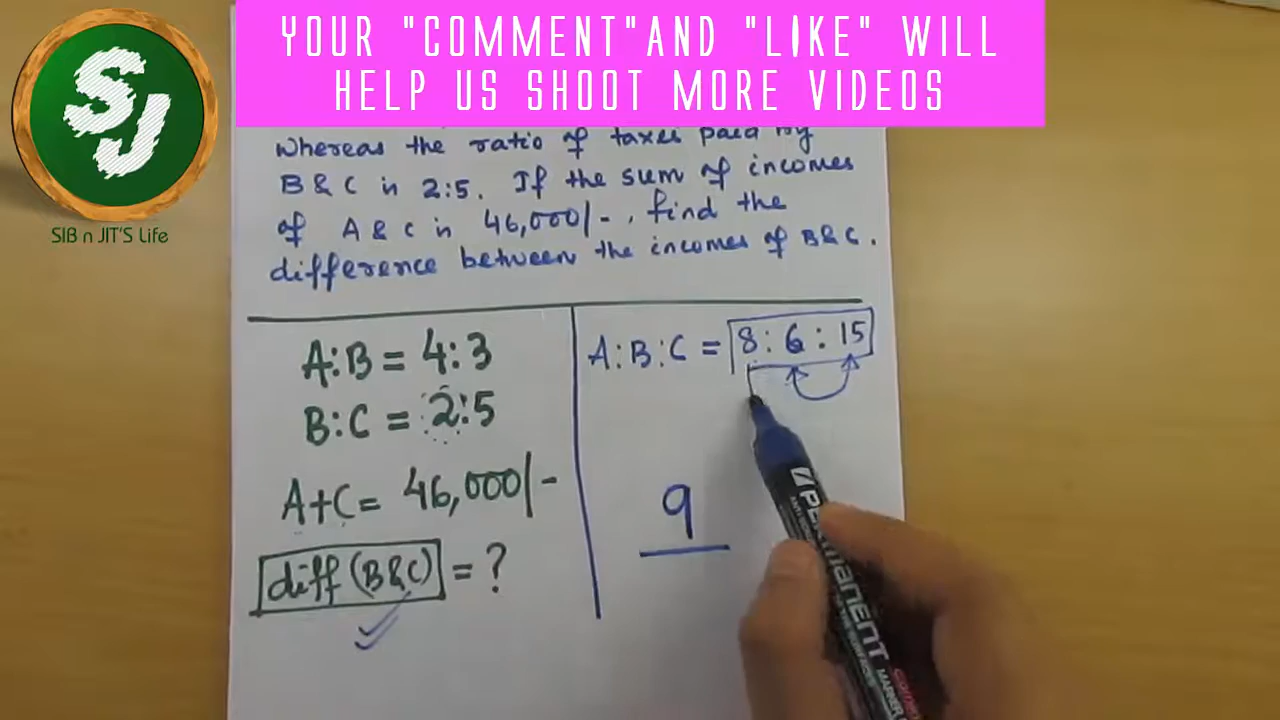 YOUR "COMMENT"AND "LIKE" WILL
HELP US SHOOT MORE VIDEOS
SJ
SIB n JIT'S Life
Whereas the ratio of taxes paid by
B & C is 2:5. If the sum of incomes
of A & C is 46,000/-, find the
difference between the incomes of B & C.
A:B = 4:3
B:C = 2:5
A+C = 46,000/-
diff (B&C) = ?
A:B:C = 8:6:15
9
PERMANENT
MARKER